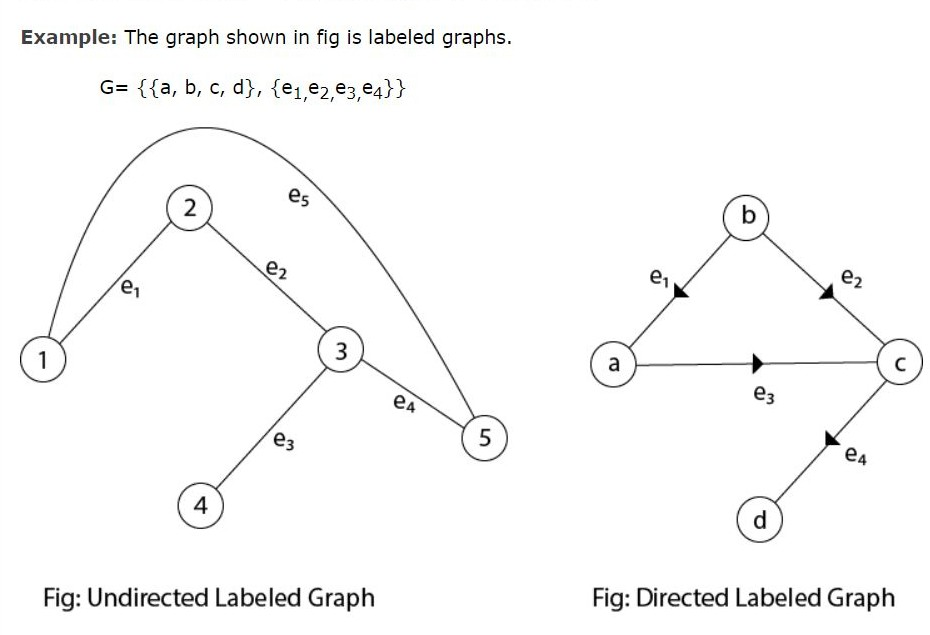 Example: The graph shown in fig is labeled graphs.
G= {{a, b, c, d}, {e1,e2,e3,e4}}
e5
2
b
e2
e1
e1
e2
1
3
a
c
e3
e4
e3
5
e4
4
d
Fig: Undirected Labeled Graph
Fig: Directed Labeled Graph